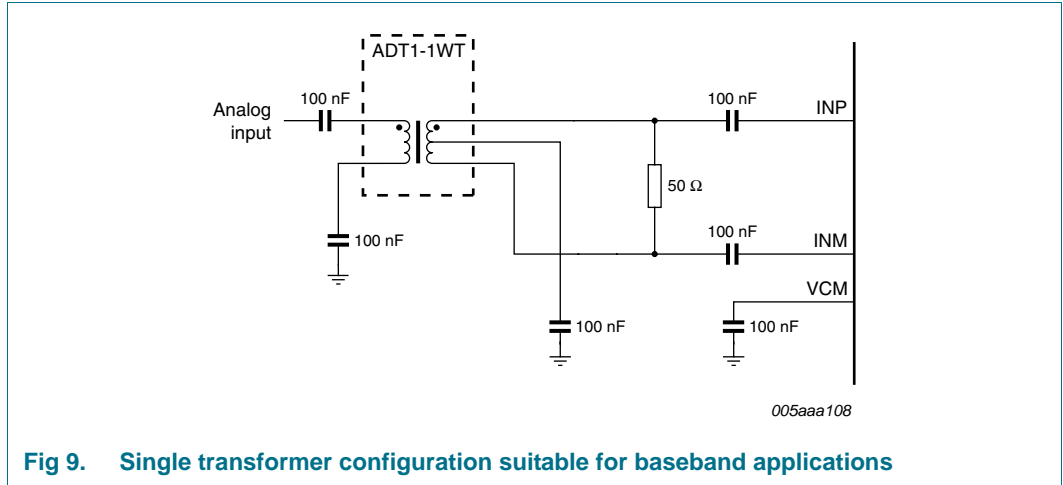 ADT1-1WT
Analog
input
100 nF
100 nF
INP
50 Ω
100 nF
100 nF
INM
VCM
100 nF
100 nF
005aaa108
Fig 9. Single transformer configuration suitable for baseband applications